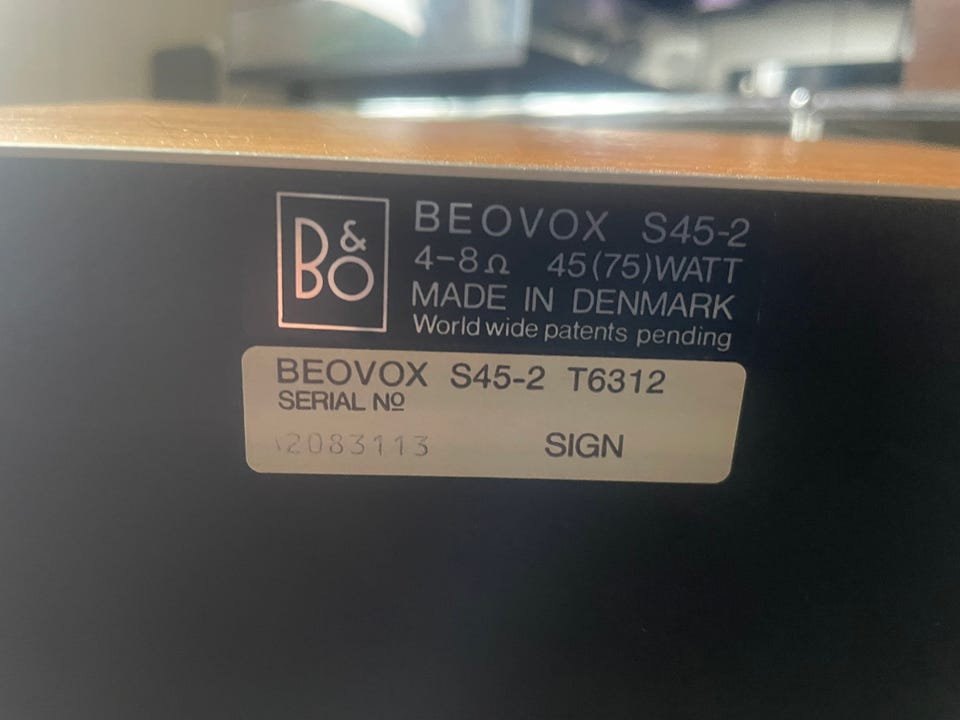 B&O
BEOVOX S45-2
4-8Ω 45(75)WATT
MADE IN DENMARK
World wide patents pending
BEOVOX S45-2 T6312
SERIAL Nº
12083113 SIGN